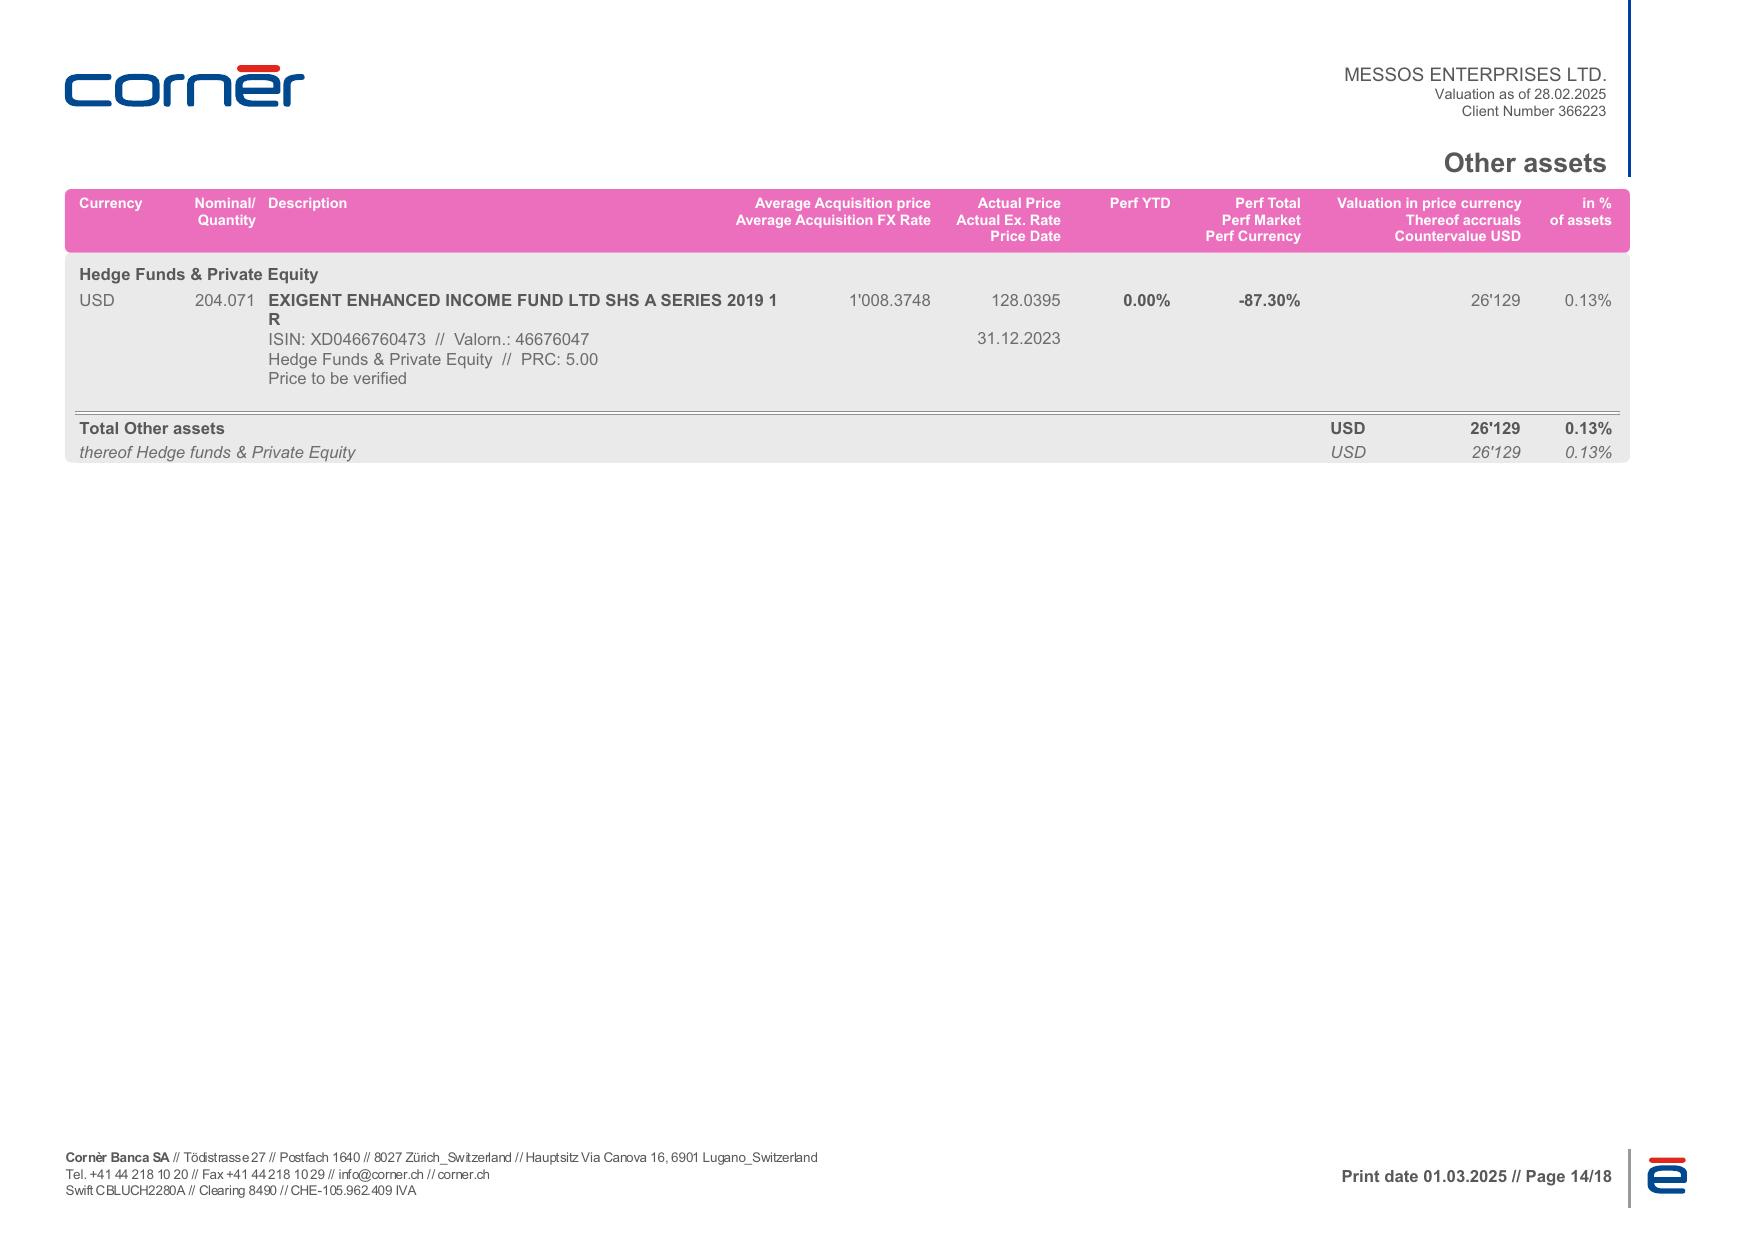 cornèr
MESSOS ENTERPRISES LTD.
Valuation as of 28.02.2025
Client Number 366223
Other assets
Currency Nominal/ Description Average Acquisition price Actual Price Perf YTD Perf Total Valuation in price currency in %
Quantity Average Acquisition FX Rate Actual Ex. Rate Perf Market Thereof accruals of assets
Price Date Perf Currency Countervalue USD
Hedge Funds & Private Equity
USD 204.071 EXIGENT ENHANCED INCOME FUND LTD SHS A SERIES 2019 1 1'008.3748 128.0395 0.00% -87.30% 26'129 0.13%
R
ISIN: XD0466760473 // Valorn.: 46676047 31.12.2023
Hedge Funds & Private Equity // PRC: 5.00
Price to be verified
Total Other assets USD 26'129 0.13%
thereof Hedge funds & Private Equity USD 26'129 0.13%
Cornèr Banca SA // Tödistrasse 27 // Postfach 1640 // 8027 Zürich_Switzerland // Hauptsitz Via Canova 16, 6901 Lugano_Switzerland
Tel. +41 44 218 10 20 // Fax +41 44 218 10 29 // info@corner.ch // corner.ch
Swift CBLUCH2280A // Clearing 8490 // CHE-105.962.409 IVA
Print date 01.03.2025 // Page 14/18